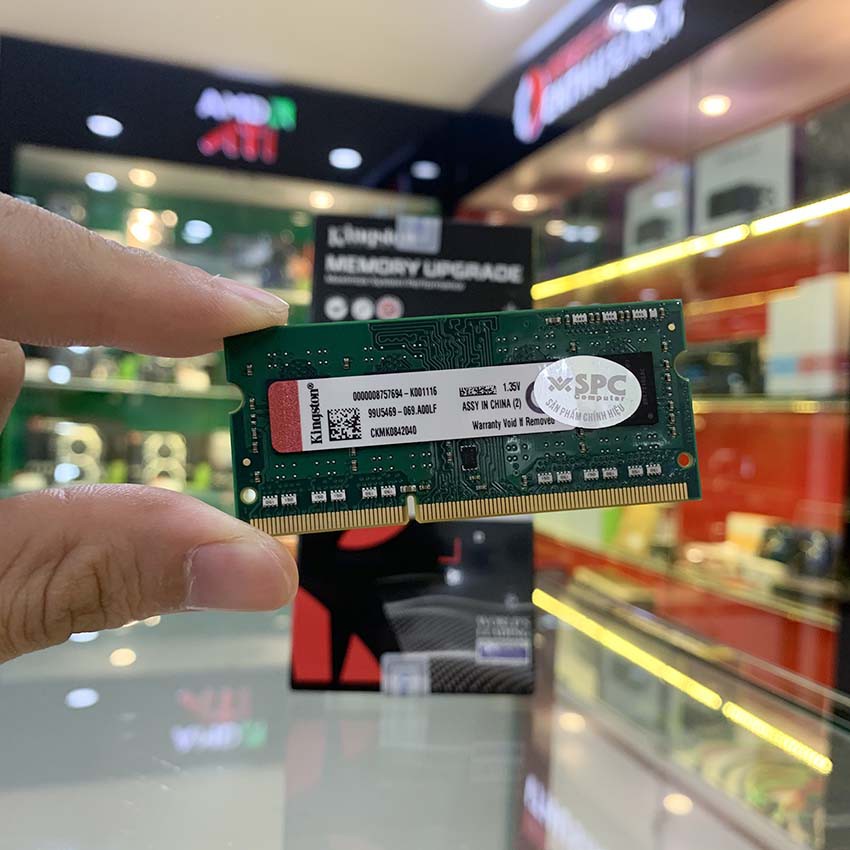 AMD
ATI
Kingston
MEMORY UPGRADE
Kingston
0000008757694 - K001116
99U5469 - 069.A00LF
CKMK0842040
1.35V
ASSY IN CHINA (2)
Warranty Void If Removed
SPC
Computer
SẢN PHẨM CHÍNH HIỆU